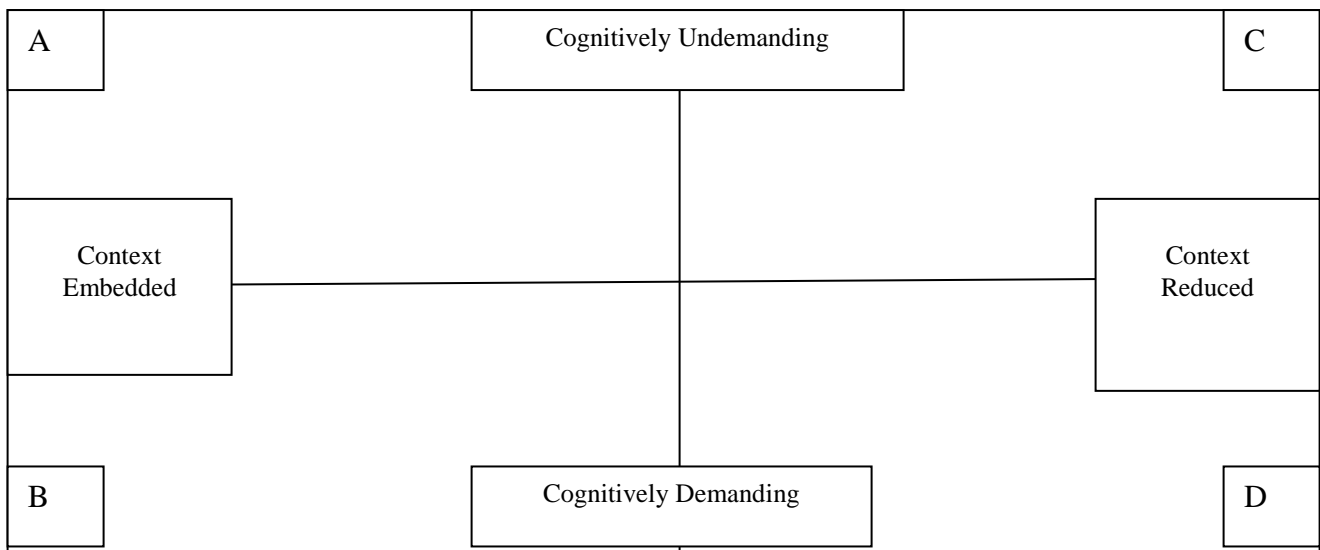 A
Cognitively Undemanding
C
Context
Embedded
Context
Reduced
B
Cognitively Demanding
D